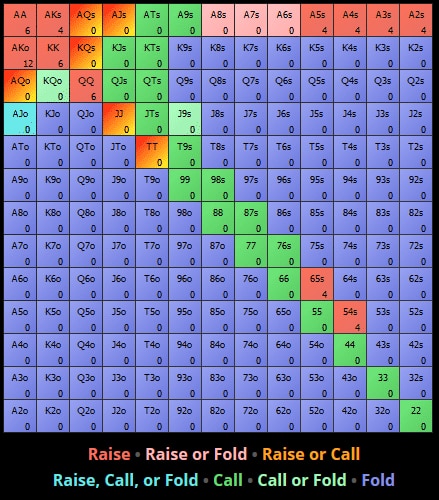 AA AKs AQs AJs ATs A9s A8s A7s A6s A5s A4s A3s A2s
6 4 0 0 0 0 0 0 0 4 4 4 4
AKo KK KQs KJs KTs K9s K8s K7s K6s K5s K4s K3s K2s
12 6 0 0 0 0 0 0 0 0 0 0 0
AQo KQo QQ QJs QTs Q9s Q8s Q7s Q6s Q5s Q4s Q3s Q2s
0 0 6 0 0 0 0 0 0 0 0 0 0
AJo KJo QJo JJ JTs J9s J8s J7s J6s J5s J4s J3s J2s
0 0 0 0 0 0 0 0 0 0 0 0 0
ATo KTo QTo JTo TT T9s T8s T7s T6s T5s T4s T3s T2s
0 0 0 0 0 0 0 0 0 0 0 0 0
A9o K9o Q9o J9o T9o 99 98s 97s 96s 95s 94s 93s 92s
0 0 0 0 0 0 0 0 0 0 0 0 0
A8o K8o Q8o J8o T8o 98o 88 87s 86s 85s 84s 83s 82s
0 0 0 0 0 0 0 0 0 0 0 0 0
A7o K7o Q7o J7o T7o 97o 87o 77 76s 75s 74s 73s 72s
0 0 0 0 0 0 0 0 0 0 0 0 0
A6o K6o Q6o J6o T6o 96o 86o 76o 66 65s 64s 63s 62s
0 0 0 0 0 0 0 0 0 4 0 0 0
A5o K5o Q5o J5o T5o 95o 85o 75o 65o 55 54s 53s 52s
0 0 0 0 0 0 0 0 0 0 4 0 0
A4o K4o Q4o J4o T4o 94o 84o 74o 64o 54o 44 43s 42s
0 0 0 0 0 0 0 0 0 0 0 0 0
A3o K3o Q3o J3o T3o 93o 83o 73o 63o 53o 43o 33 32s
0 0 0 0 0 0 0 0 0 0 0 0 0
A2o K2o Q2o J2o T2o 92o 82o 72o 62o 52o 42o 32o 22
0 0 0 0 0 0 0 0 0 0 0 0 0
Raise • Raise or Fold • Raise or Call
Raise, Call, or Fold • Call • Call or Fold • Fold